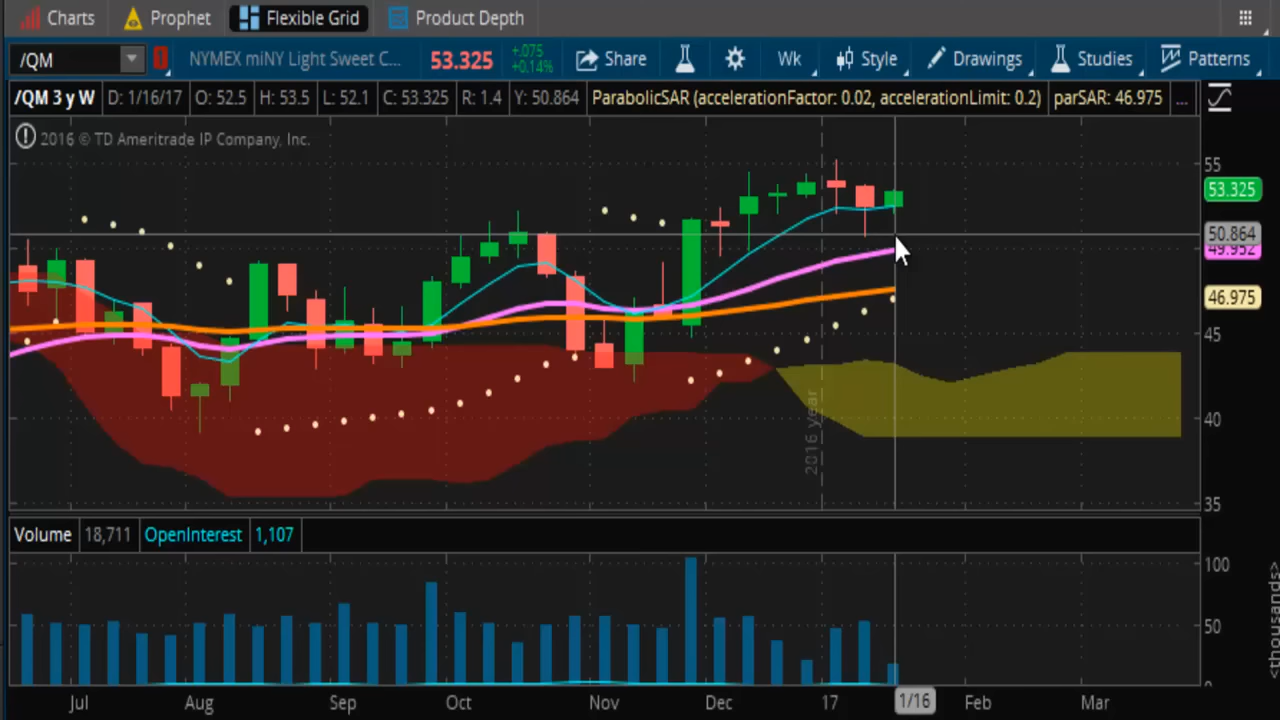 Charts Prophet Flexible Grid Product Depth
/QM NYMEX miNY Light Sweet C... 53.325 +.075 +0.14% Share Wk Style Drawings Studies Patterns
/QM 3 y W D: 1/16/17 O: 52.5 H: 53.5 L: 52.1 C: 53.325 R: 1.4 Y: 50.864 ParabolicSAR (accelerationFactor: 0.02, accelerationLimit: 0.2) parSAR: 46.975 ...
2016 © TD Ameritrade IP Company, Inc.
55
53.325
50.864
49.952
46.975
45
40
35
2016 year
Volume 18,711 OpenInterest 1,107
100
50
0
<thousands>
Jul Aug Sep Oct Nov Dec 17 1/16 Feb Mar